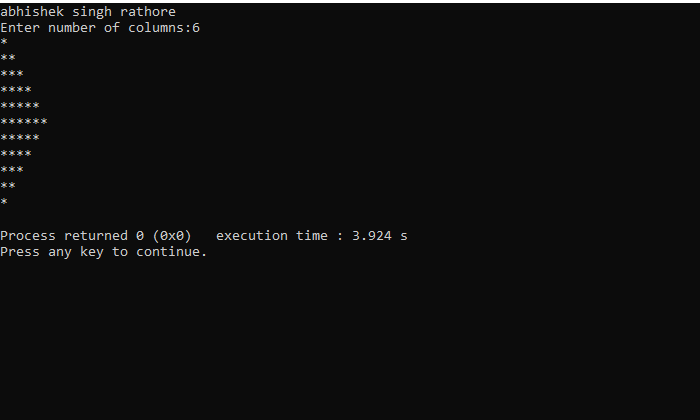 abhishek singh rathore
Enter number of columns:6
*
**
***
****
*****
******
*****
****
***
**
*
Process returned 0 (0x0)   execution time : 3.924 s
Press any key to continue.